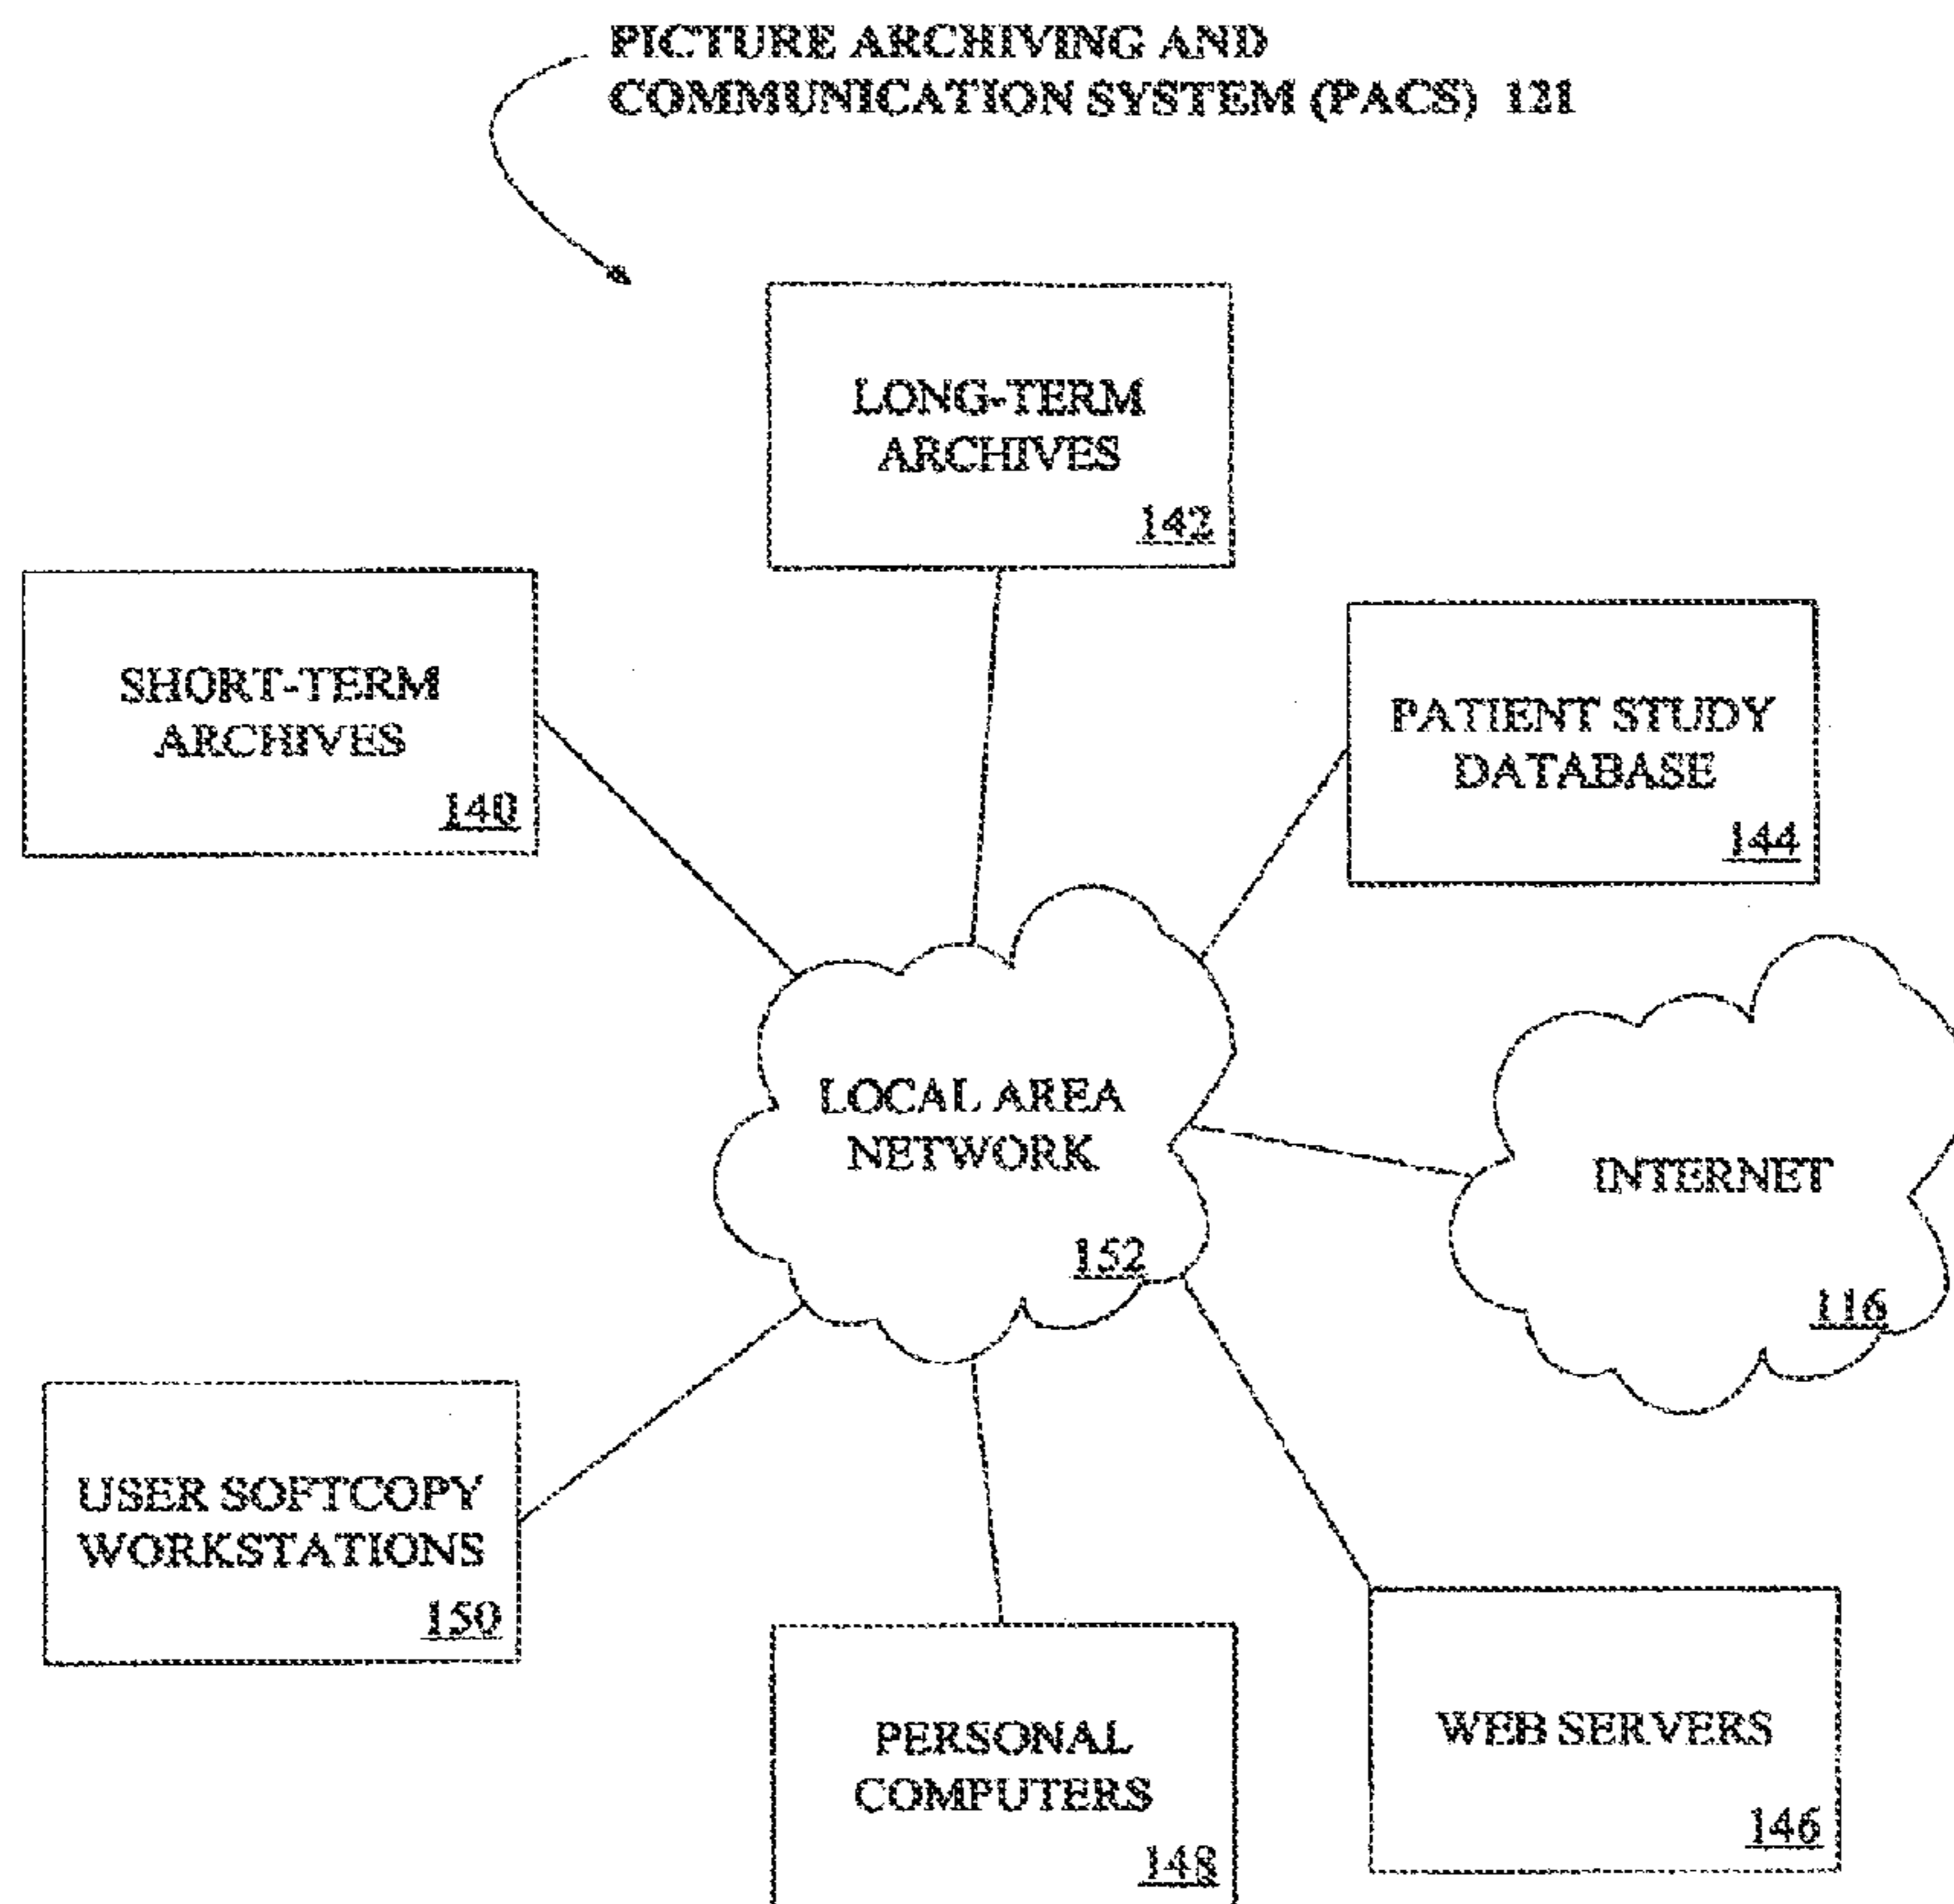 PICTURE ARCHIVING AND
COMMUNICATION SYSTEM (PACS) 121
LONG-TERM
ARCHIVES
142
SHORT-TERM
ARCHIVES
140
PATIENT STUDY
DATABASE
144
LOCAL AREA
NETWORK
152
INTERNET
116
USER SOFTCOPY
WORKSTATIONS
150
PERSONAL
COMPUTERS
148
WEB SERVERS
146